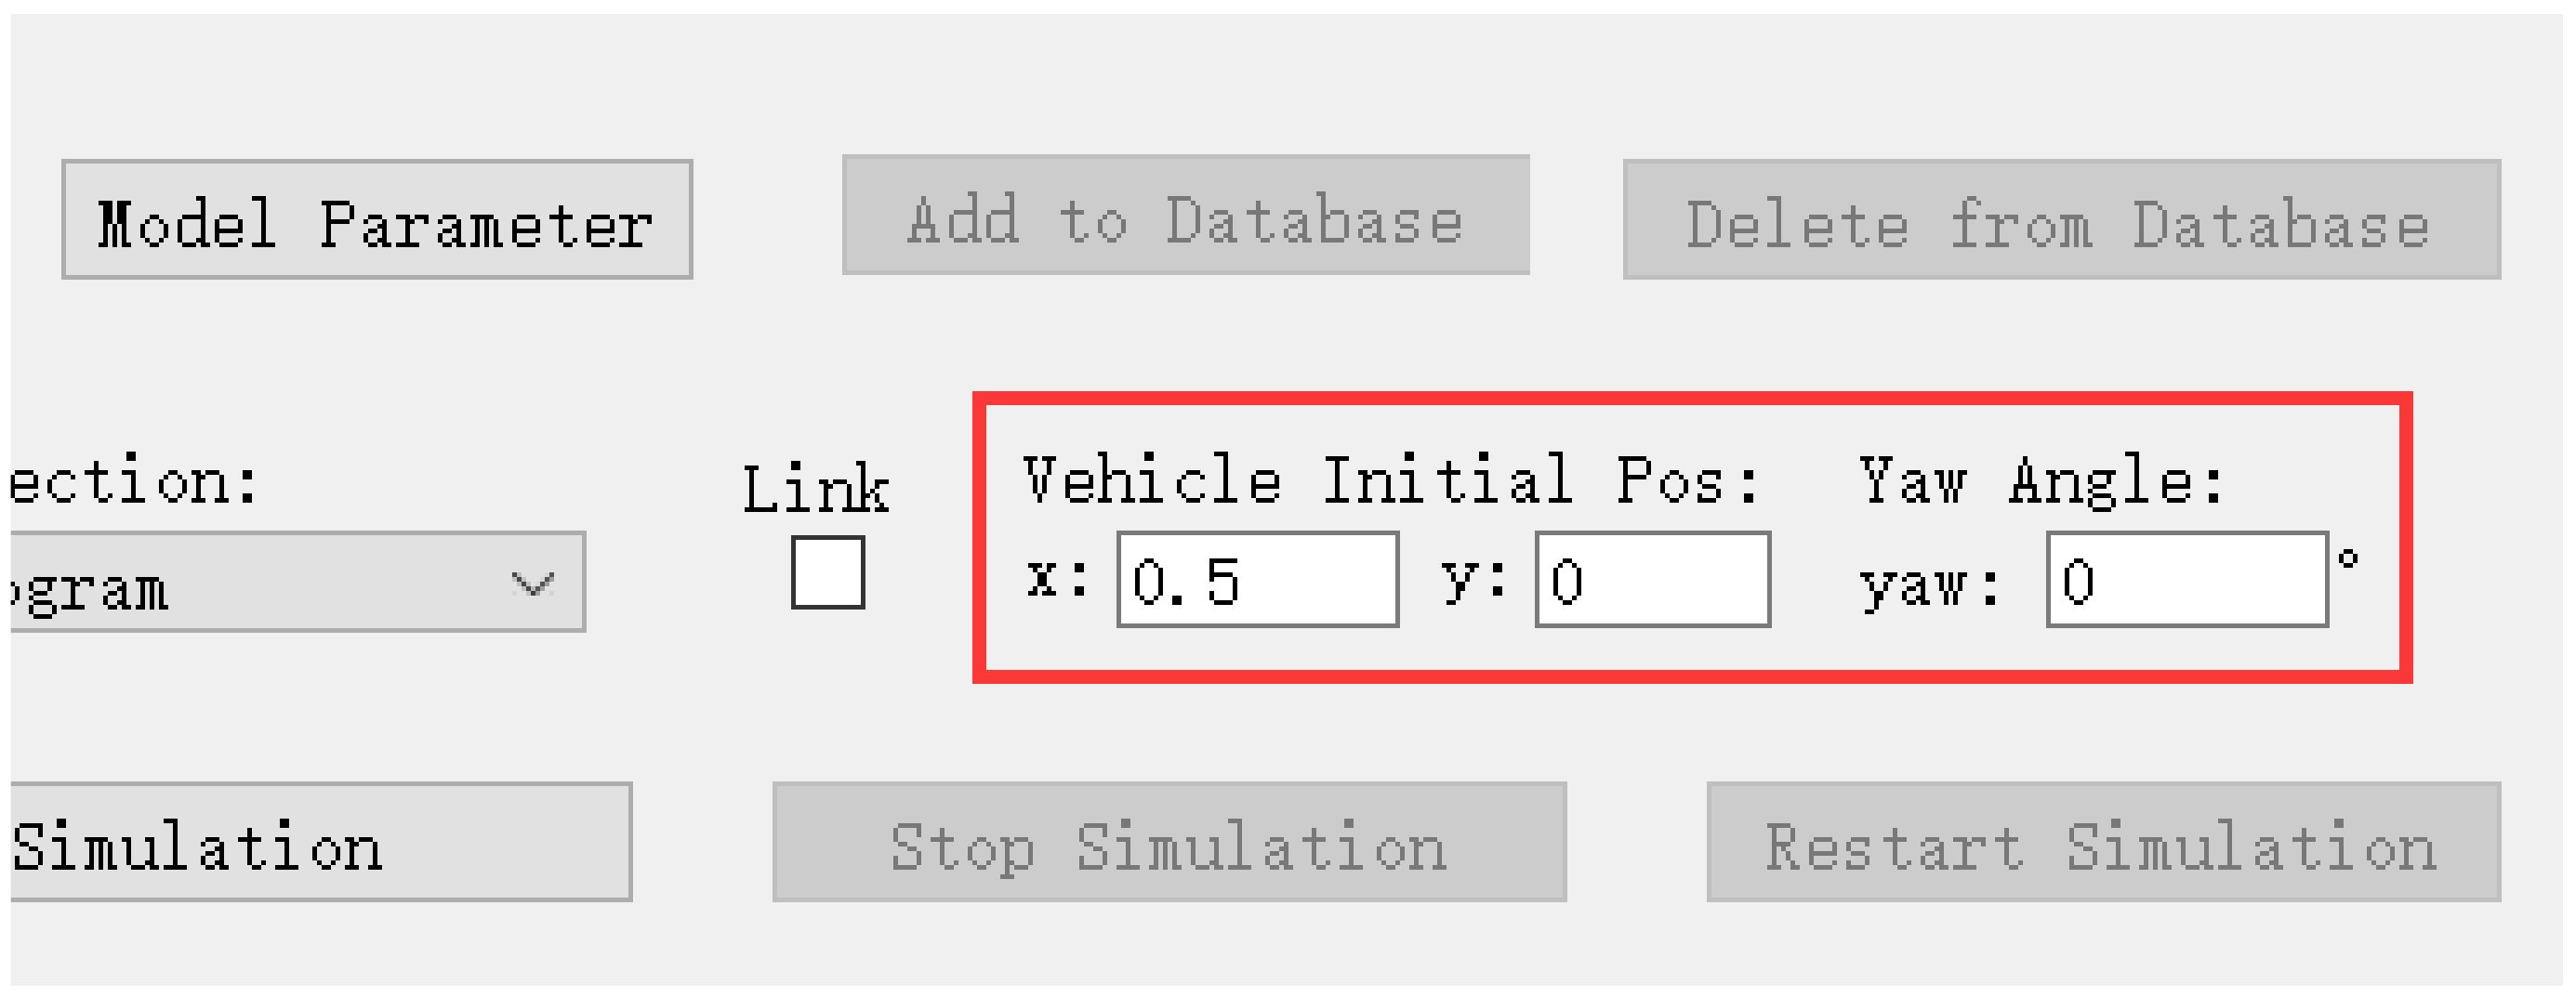 Model Parameter
Add to Database
Delete from Database
ection:
Link
Vehicle Initial Pos:
Yaw Angle:
ogram
x: 0.5
y: 0
yaw: 0°
Simulation
Stop Simulation
Restart Simulation